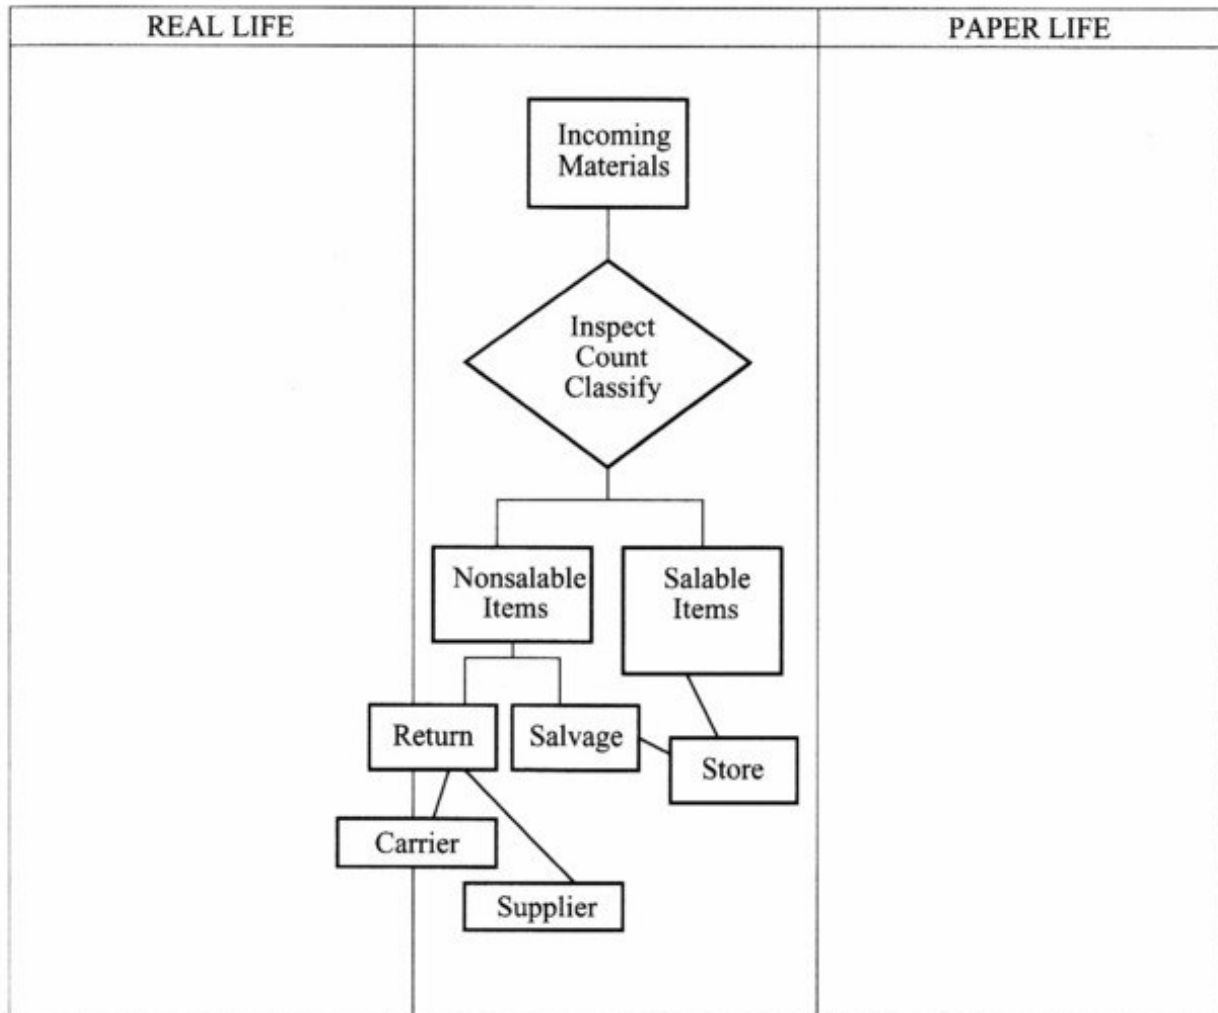 REAL LIFE
PAPER LIFE
Incoming
Materials
Inspect
Count
Classify
Nonsalable
Items
Salable
Items
Return
Salvage
Store
Carrier
Supplier